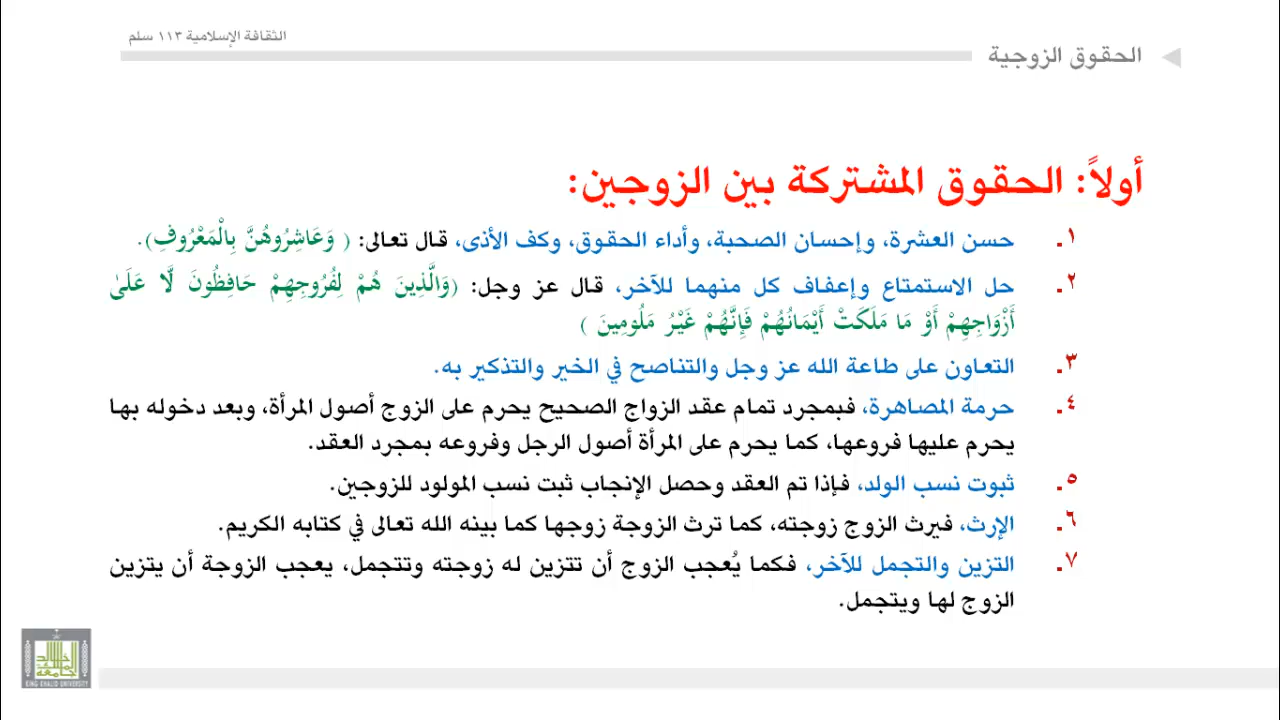 الثقافة الإسلامية ١١٣ سلم
الحقوق الزوجية
أولاً: الحقوق المشتركة بين الزوجين:
١. حسن العشرة، وإحسان الصحبة، وأداء الحقوق، وكف الأذى، قال تعالى: ( وَعَاشِرُوهُنَّ بِالْمَعْرُوفِ).
٢. حل الاستمتاع وإعفاف كل منهما للآخر، قال عز وجل: (وَالَّذِينَ هُمْ لِفُرُوجِهِمْ حَافِظُونَ لَّا عَلَىٰ
أَزْوَاجِهِمْ أَوْ مَا مَلَكَتْ أَيْمَانُهُمْ فَإِنَّهُمْ غَيْرُ مَلُومِينَ )
٣. التعاون على طاعة الله عز وجل والتناصح في الخير والتذكير به.
٤. حرمة المصاهرة، فبمجرد تمام عقد الزواج الصحيح يحرم على الزوج أصول المرأة، وبعد دخوله بها
يحرم عليها فروعها، كما يحرم على المرأة أصول الرجل وفروعه بمجرد العقد.
٥. ثبوت نسب الولد، فإذا تم العقد وحصل الإنجاب ثبت نسب المولود للزوجين.
٦. الإرث، فيرث الزوج زوجته، كما ترث الزوجة زوجها كما بينه الله تعالى في كتابه الكريم.
٧. التزين والتجمل للآخر، فكما يُعجب الزوج أن تتزين له زوجته وتتجمل، يعجب الزوجة أن يتزين
الزوج لها ويتجمل.
جامعة الملك خالد
KING KHALID UNIVERSITY